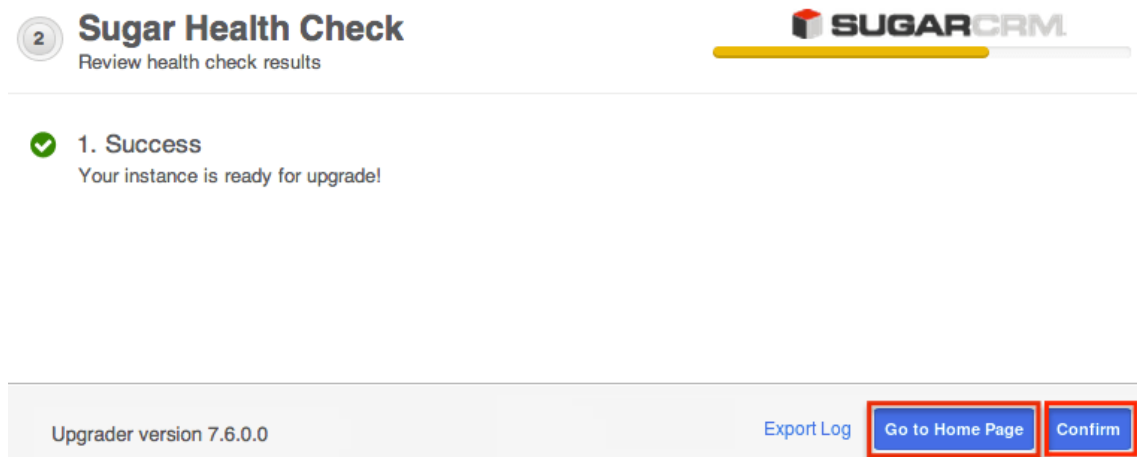 2
Sugar Health Check
Review health check results
SUGARCRM
1. Success
Your instance is ready for upgrade!
Upgrader version 7.6.0.0
Export Log
Go to Home Page
Confirm